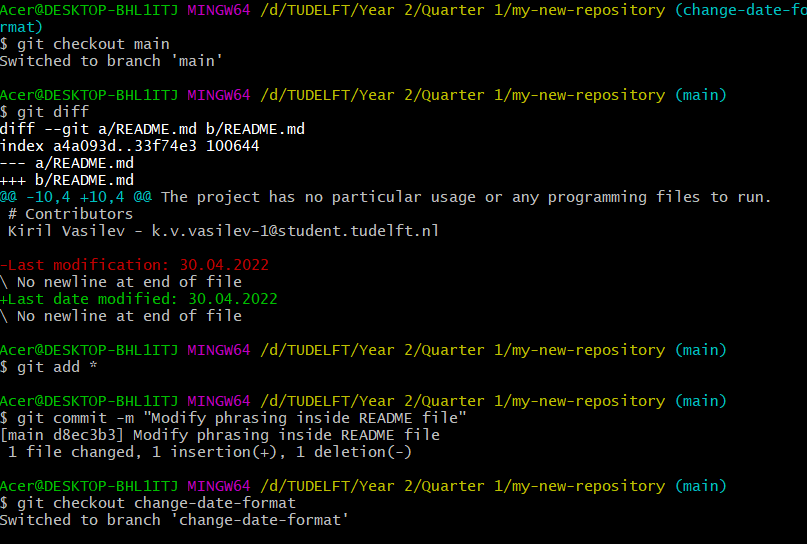 Acer@DESKTOP-BHL1ITJ MINGW64 /d/TUDELFT/Year 2/Quarter 1/my-new-repository (change-date-fo
rmat)
$ git checkout main
Switched to branch 'main'
Acer@DESKTOP-BHL1ITJ MINGW64 /d/TUDELFT/Year 2/Quarter 1/my-new-repository (main)
$ git diff
diff --git a/README.md b/README.md
index a4a093d..33f74e3 100644
--- a/README.md
+++ b/README.md
@@ -10,4 +10,4 @@ The project has no particular usage or any programming files to run.
 # Contributors
 Kiril Vasilev - k.v.vasilev-1@student.tudelft.nl
-Last modification: 30.04.2022
\ No newline at end of file
+Last date modified: 30.04.2022
\ No newline at end of file
Acer@DESKTOP-BHL1ITJ MINGW64 /d/TUDELFT/Year 2/Quarter 1/my-new-repository (main)
$ git add *
Acer@DESKTOP-BHL1ITJ MINGW64 /d/TUDELFT/Year 2/Quarter 1/my-new-repository (main)
$ git commit -m "Modify phrasing inside README file"
[main d8ec3b3] Modify phrasing inside README file
 1 file changed, 1 insertion(+), 1 deletion(-)
Acer@DESKTOP-BHL1ITJ MINGW64 /d/TUDELFT/Year 2/Quarter 1/my-new-repository (main)
$ git checkout change-date-format
Switched to branch 'change-date-format'